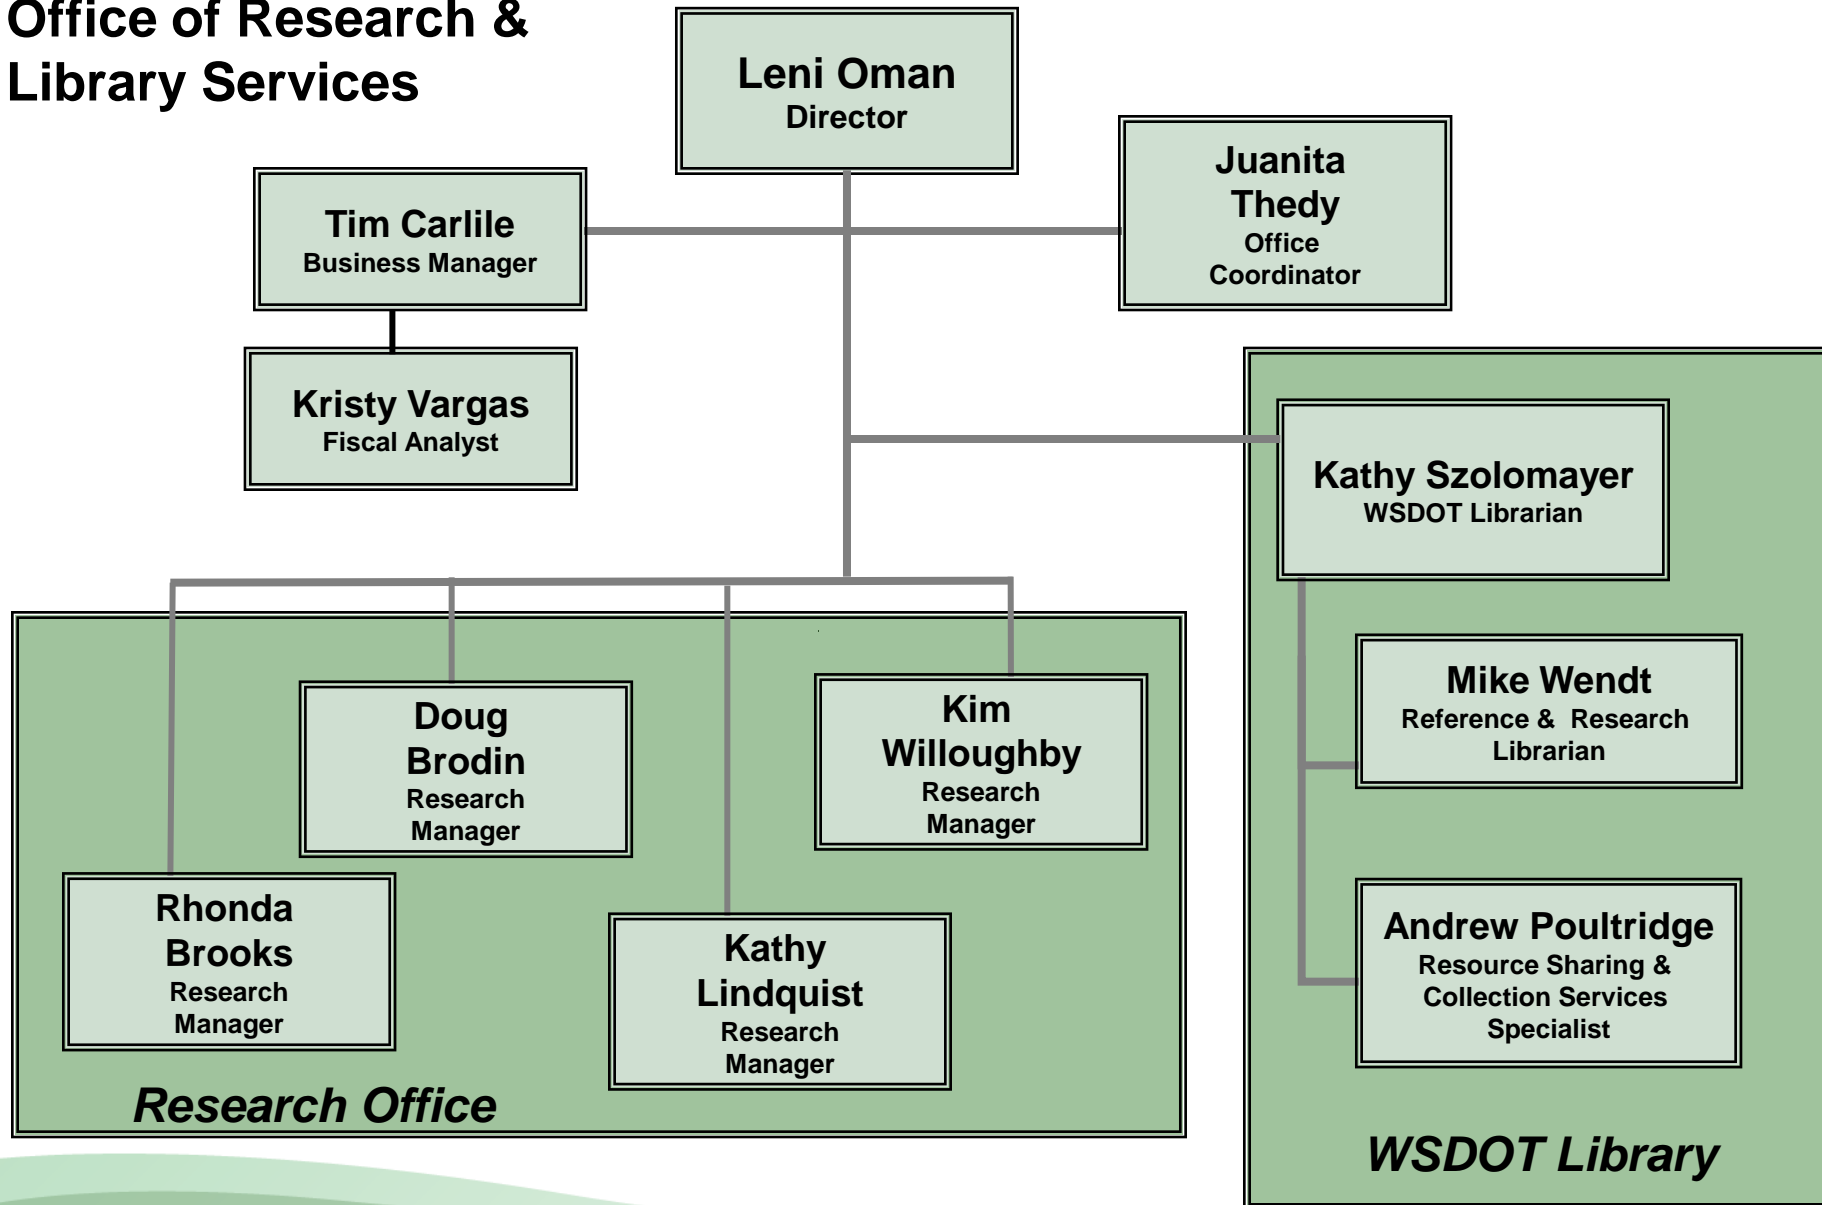 Office of Research &
Library Services
Leni Oman
Director
Juanita
Thedy
Office
Coordinator
Tim Carlile
Business Manager
Kristy Vargas
Fiscal Analyst
Kathy Szolomayer
WSDOT Librarian
Mike Wendt
Reference & Research
Librarian
Andrew Poultridge
Resource Sharing &
Collection Services
Specialist
WSDOT Library
Doug
Brodin
Research
Manager
Kim
Willoughby
Research
Manager
Rhonda
Brooks
Research
Manager
Kathy
Lindquist
Research
Manager
Research Office